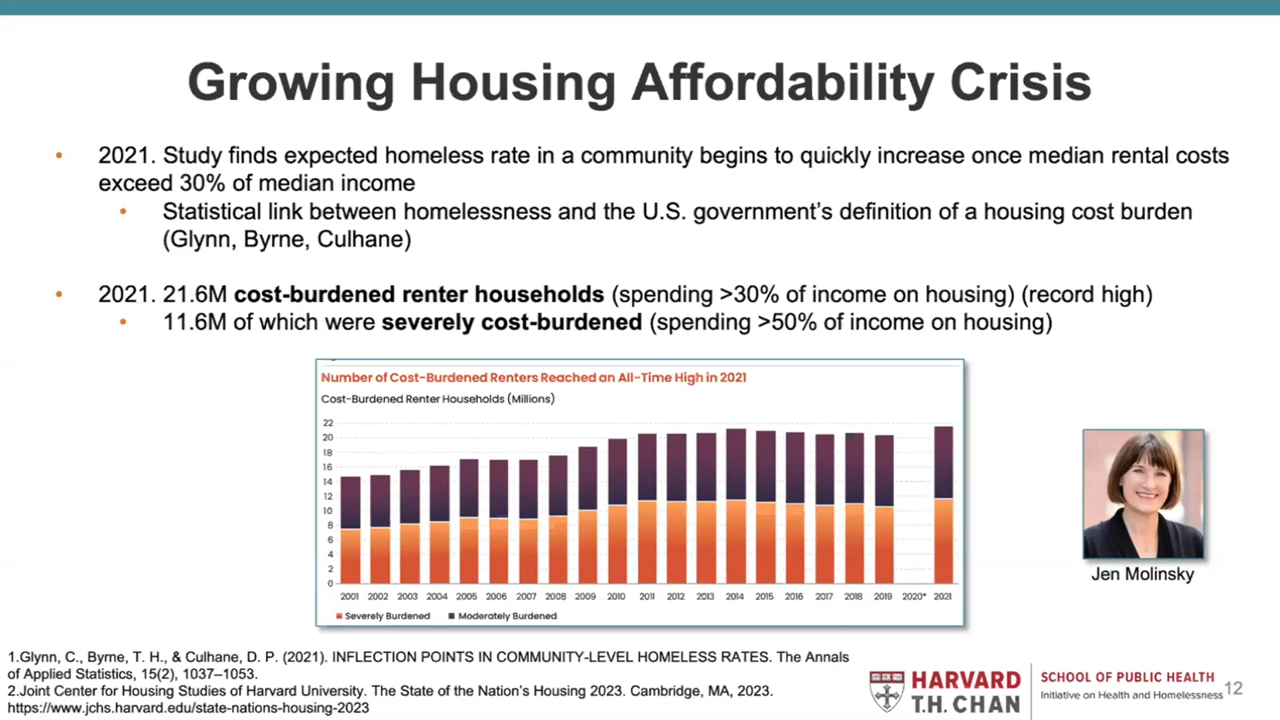 Growing Housing Affordability Crisis
• 2021. Study finds expected homeless rate in a community begins to quickly increase once median rental costs
exceed 30% of median income
• Statistical link between homelessness and the U.S. government's definition of a housing cost burden
(Glynn, Byrne, Culhane)
• 2021. 21.6M cost-burdened renter households (spending >30% of income on housing) (record high)
• 11.6M of which were severely cost-burdened (spending >50% of income on housing)
Number of Cost-Burdened Renters Reached an All-Time High in 2021
Cost-Burdened Renter Households (Millions)
22
20
18
16
14
12
10
8
6
4
2
0
2001 2002 2003 2004 2005 2006 2007 2008 2009 2010 2011 2012 2013 2014 2015 2016 2017 2018 2019 2020* 2021
Severely Burdened Moderately Burdened
Jen Molinsky
1.Glynn, C., Byrne, T. H., & Culhane, D. P. (2021). INFLECTION POINTS IN COMMUNITY-LEVEL HOMELESS RATES. The Annals
of Applied Statistics, 15(2), 1037–1053.
2.Joint Center for Housing Studies of Harvard University. The State of the Nation's Housing 2023. Cambridge, MA, 2023.
https://www.jchs.harvard.edu/state-nations-housing-2023
HARVARD
T.H. CHAN
SCHOOL OF PUBLIC HEALTH
Initiative on Health and Homelessness
12